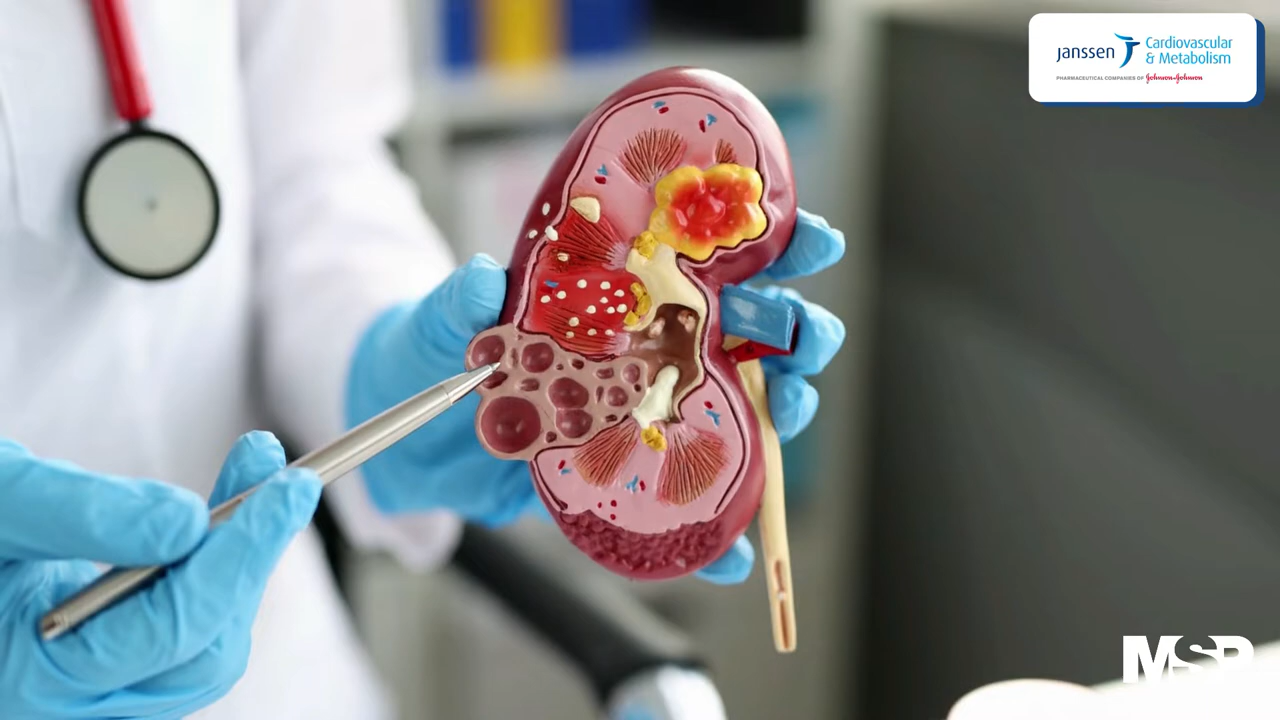 janssen
Cardiovascular
& Metabolism
PHARMACEUTICAL COMPANIES OF Johnson & Johnson
MSP